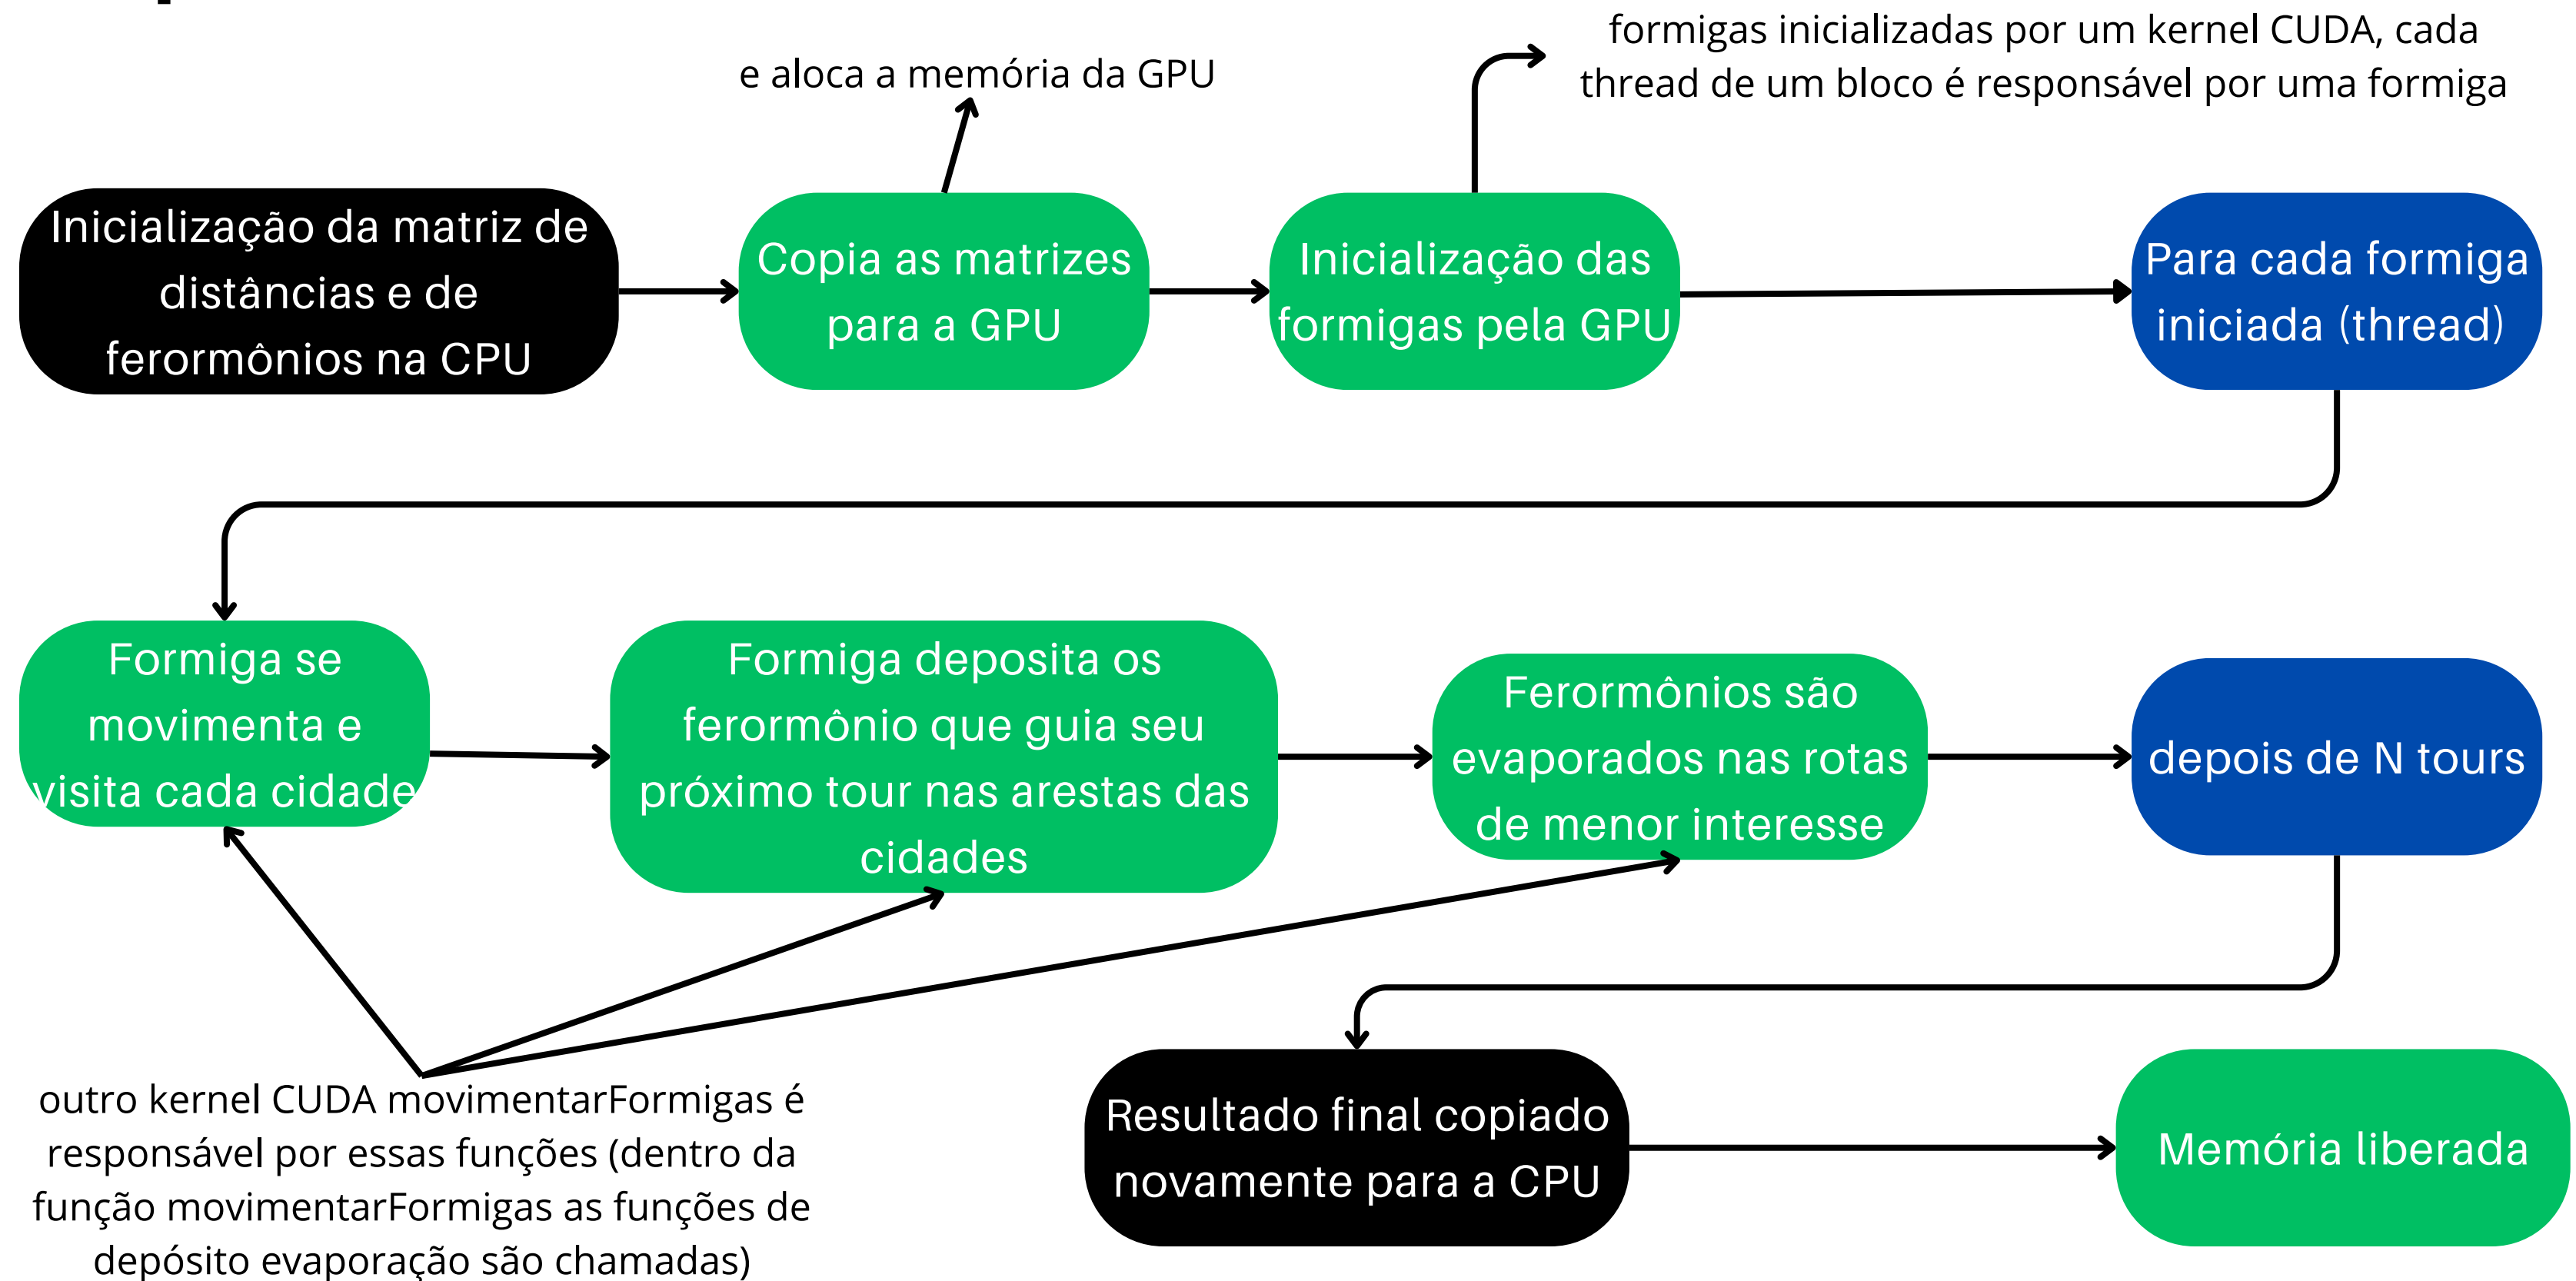 e aloca a memória da GPU
formigas inicializadas por um kernel CUDA, cada
thread de um bloco é responsável por uma formiga
Inicialização da matriz de
distâncias e de
ferormônios na CPU
Copia as matrizes
para a GPU
Inicialização das
formigas pela GPU
Para cada formiga
iniciada (thread)
Formiga se
movimenta e
visita cada cidade
Formiga deposita os
ferormônio que guia seu
próximo tour nas arestas das
cidades
Ferormônios são
evaporados nas rotas
de menor interesse
depois de N tours
outro kernel CUDA movimentarFormigas é
responsável por essas funções (dentro da
função movimentarFormigas as funções de
depósito evaporação são chamadas)
Resultado final copiado
novamente para a CPU
Memória liberada